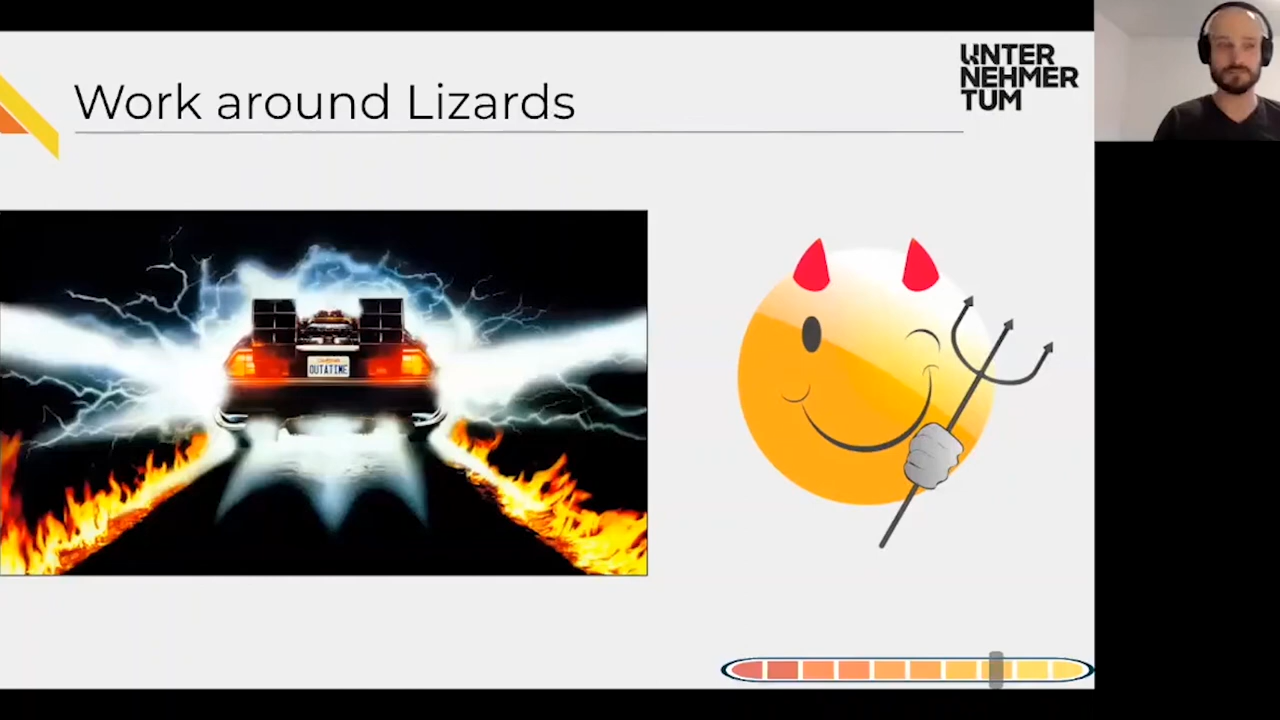 Work around Lizards
UNTER
NEHMER
TUM
OUTATIME